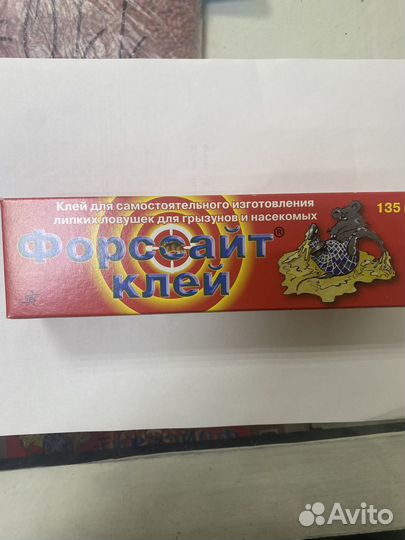 Клей для самостоятельного изготовления
липких ловушек для грызунов и насекомых
135
Форссайт®
клей
Avito